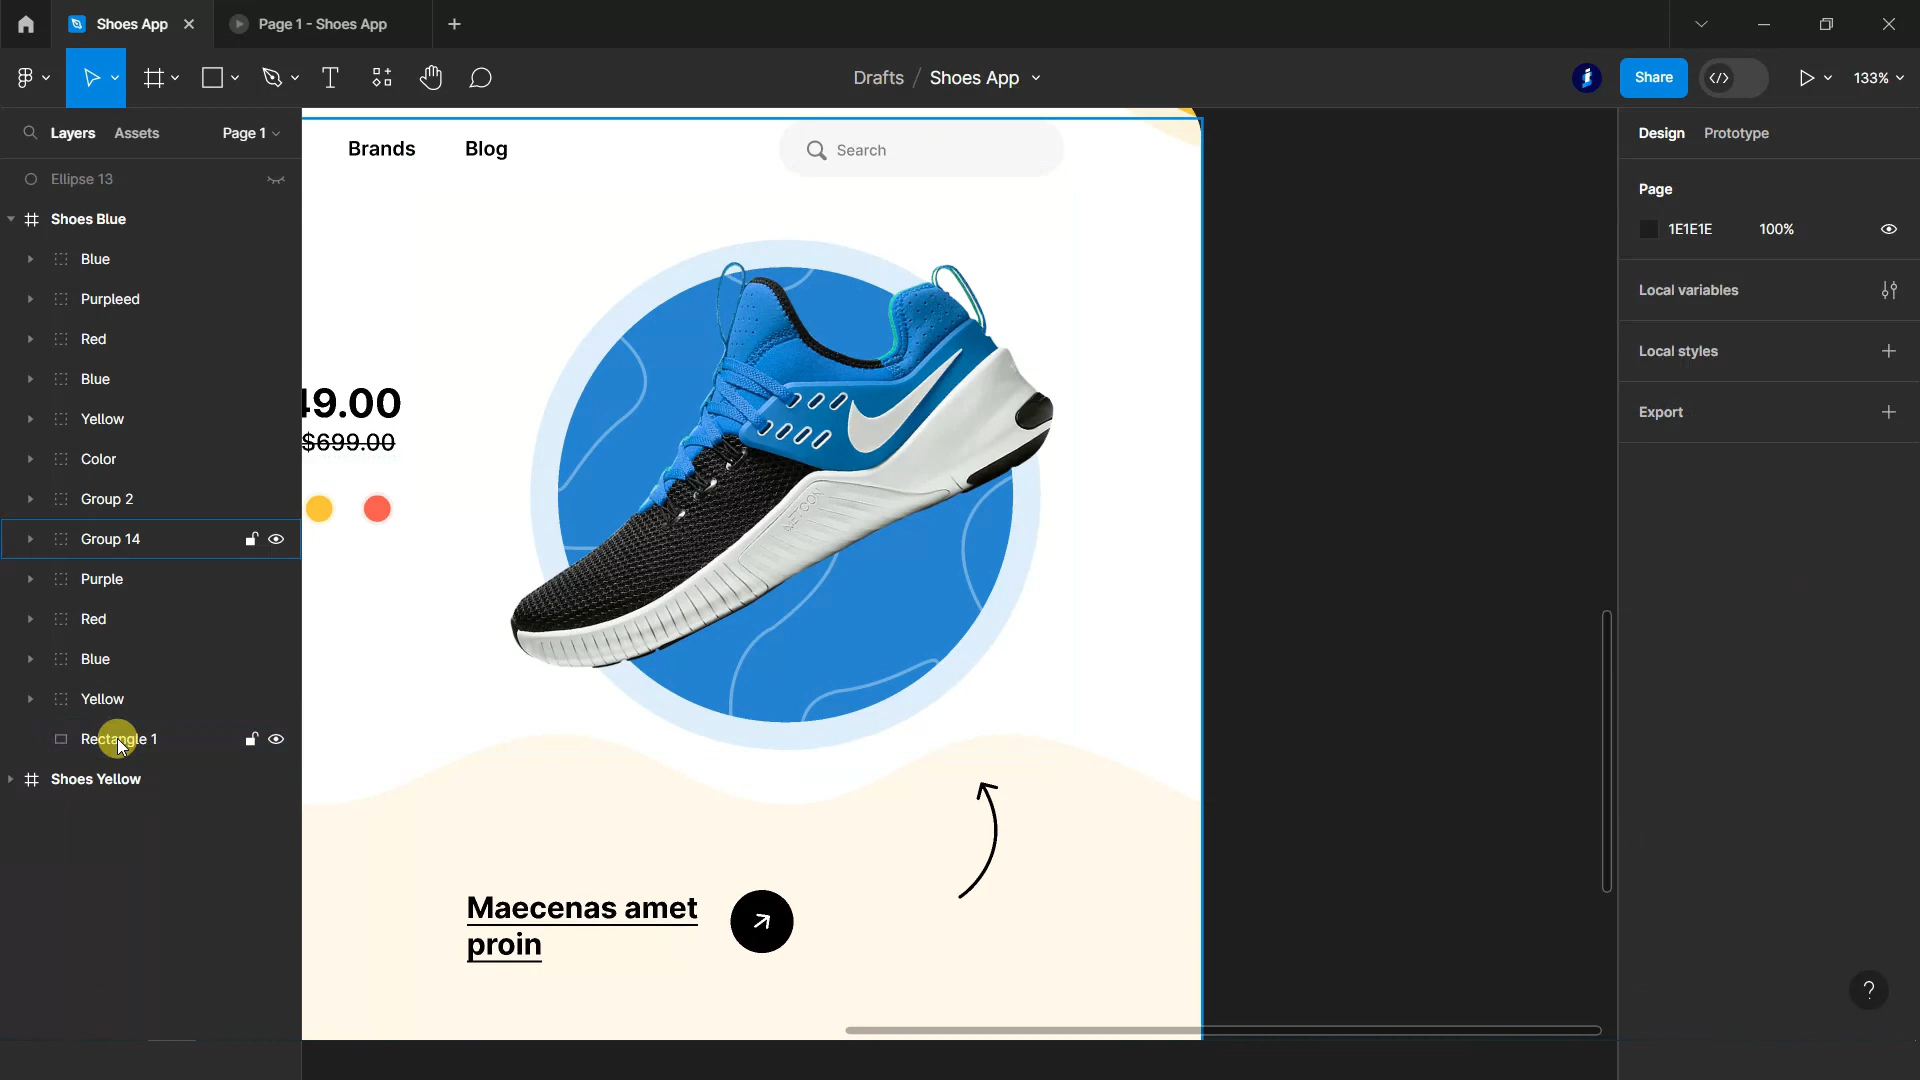 Shoes App
Page 1 - Shoes App
Drafts / Shoes App
Share
133%
Layers
Assets
Page 1
Ellipse 13
Shoes Blue
Blue
Purpleed
Red
Blue
Yellow
Color
Group 2
Group 14
Purple
Red
Blue
Yellow
Rectangle 1
Shoes Yellow
Brands
Blog
Search
49.00
$699.00
METCON
Maecenas amet
proin
Design
Prototype
Page
1E1E1E
100%
Local variables
Local styles
Export
?